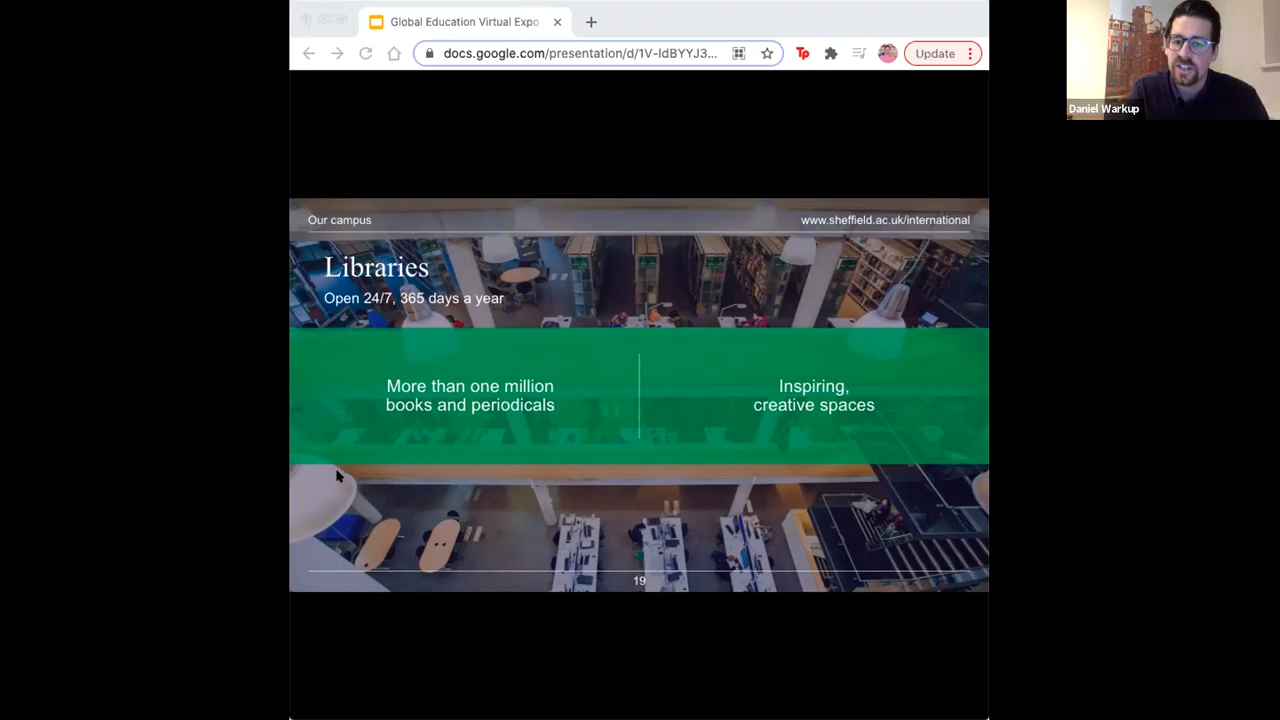 Global Education Virtual Expo
docs.google.com/presentation/d/1V-ldBYYJ3...
Tp
Update
Daniel Warkup
Our campus
www.sheffield.ac.uk/international
Libraries
Open 24/7, 365 days a year
More than one million
books and periodicals
Inspiring,
creative spaces
19